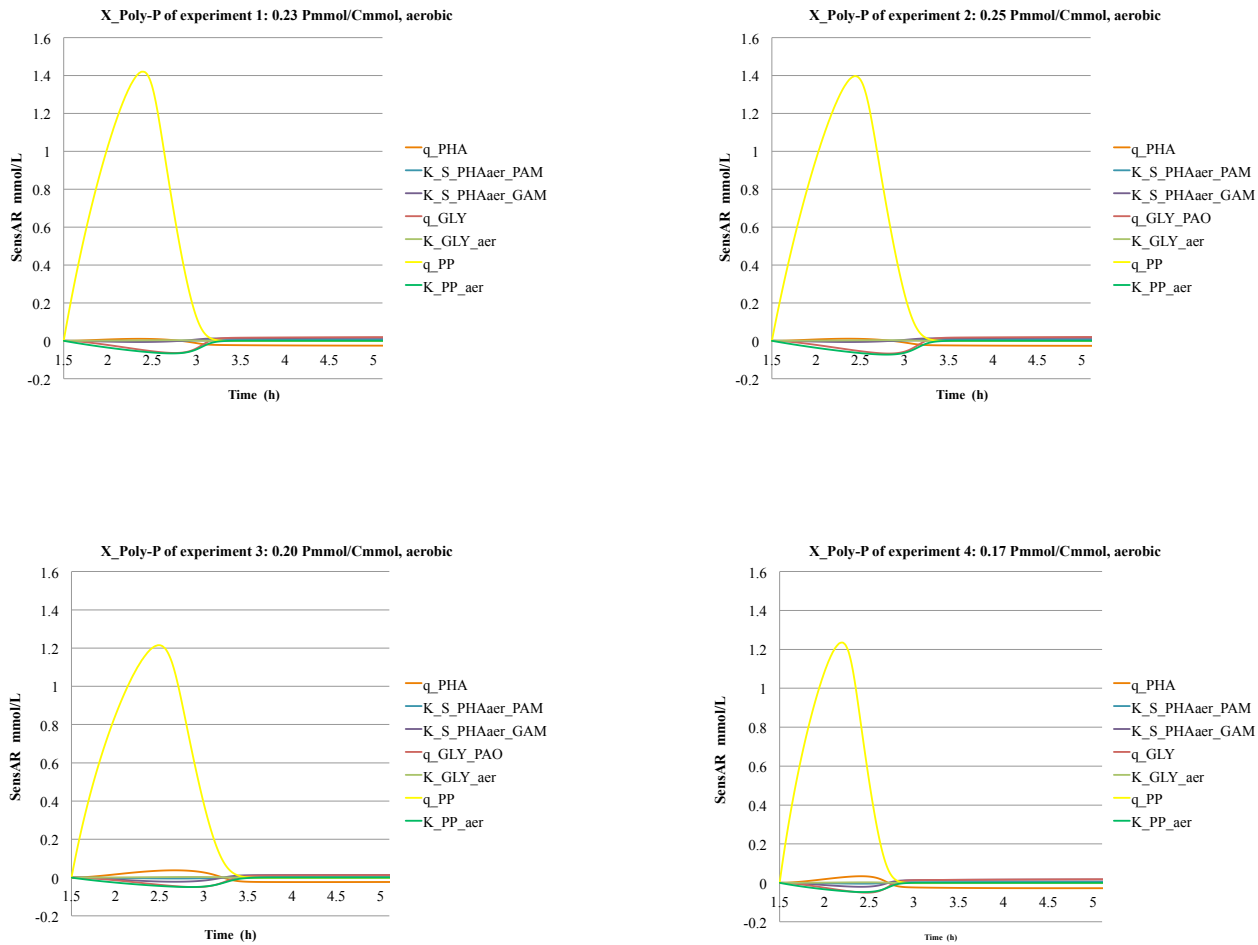 X_Poly-P of experiment 1: 0.23 Pmmol/Cmmol, aerobic
SensAR mmol/L
1.6
1.4
1.2
1
0.8
0.6
0.4
0.2
0
-0.2
1.5 2 2.5 3 3.5 4 4.5 5
Time (h)
q_PHA
K_S_PHAaer_PAM
K_S_PHAaer_GAM
q_GLY
K_GLY_aer
q_PP
K_PP_aer
X_Poly-P of experiment 2: 0.25 Pmmol/Cmmol, aerobic
SensAR mmol/L
1.6
1.4
1.2
1
0.8
0.6
0.4
0.2
0
-0.2
1.5 2 2.5 3 3.5 4 4.5 5
Time (h)
q_PHA
K_S_PHAaer_PAM
K_S_PHAaer_GAM
q_GLY_PAO
K_GLY_aer
q_PP
K_PP_aer
X_Poly-P of experiment 3: 0.20 Pmmol/Cmmol, aerobic
SensAR mmol/L
1.6
1.4
1.2
1
0.8
0.6
0.4
0.2
0
-0.2
1.5 2 2.5 3 3.5 4 4.5 5
Time (h)
q_PHA
K_S_PHAaer_PAM
K_S_PHAaer_GAM
q_GLY_PAO
K_GLY_aer
q_PP
K_PP_aer
X_Poly-P of experiment 4: 0.17 Pmmol/Cmmol, aerobic
SensAR mmol/L
1.6
1.4
1.2
1
0.8
0.6
0.4
0.2
0
-0.2
1.5 2 2.5 3 3.5 4 4.5 5
Time (h)
q_PHA
K_S_PHAaer_PAM
K_S_PHAaer_GAM
q_GLY
K_GLY_aer
q_PP
K_PP_aer